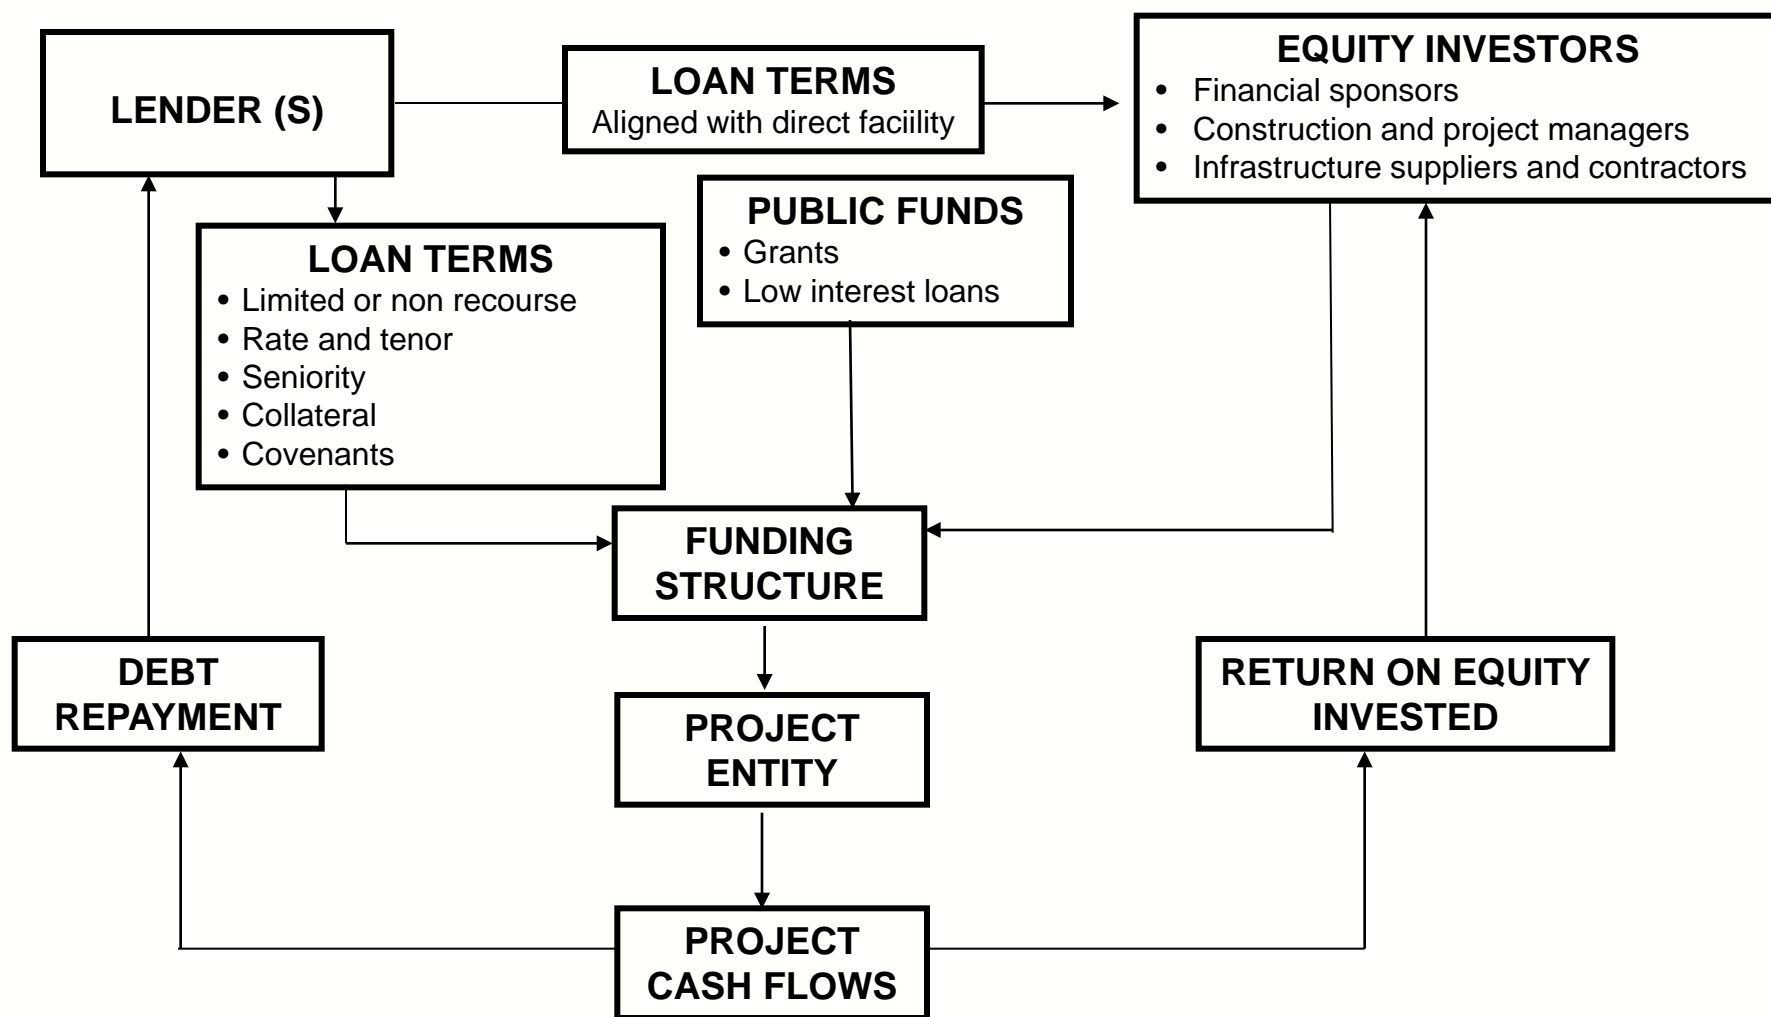 LENDER (S)
LOAN TERMS
Aligned with direct faciility
EQUITY INVESTORS
• Financial sponsors
• Construction and project managers
• Infrastructure suppliers and contractors
PUBLIC FUNDS
• Grants
• Low interest loans
LOAN TERMS
• Limited or non recourse
• Rate and tenor
• Seniority
• Collateral
• Covenants
FUNDING
STRUCTURE
DEBT
REPAYMENT
RETURN ON EQUITY
INVESTED
PROJECT
ENTITY
PROJECT
CASH FLOWS